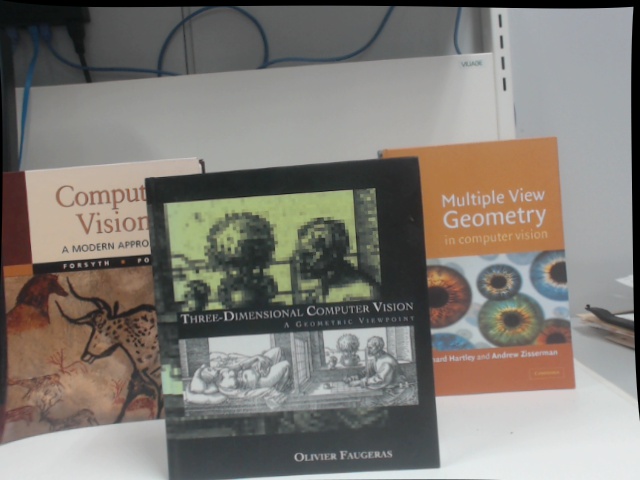 Comput
Vision
A MODERN APPRO
FORSYTH PO
THREE-DIMENSIONAL COMPUTER VISION
A GEOMETRIC VIEWPOINT
OLIVIER FAUGERAS
Multiple View
Geometry
in computer vision
hard Hartley and Andrew Zisserman